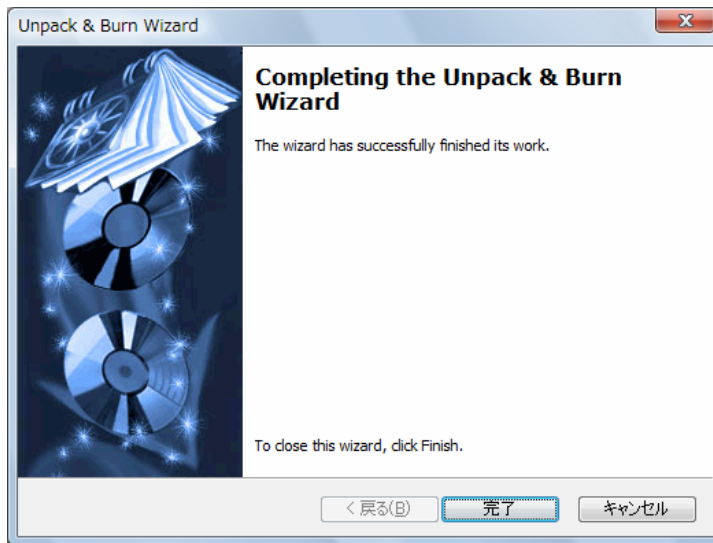 Unpack & Burn Wizard
Completing the Unpack & Burn
Wizard
The wizard has successfully finished its work.
To close this wizard, click Finish.
< 戻る(B)
完了
キャンセル